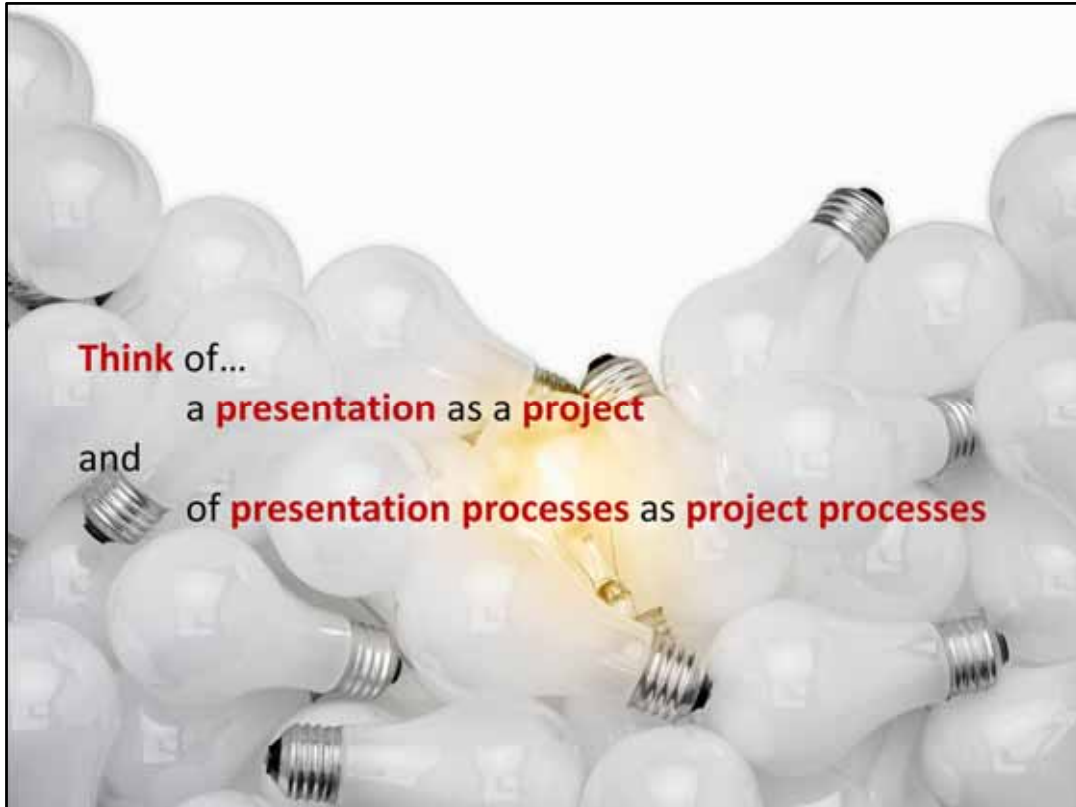 Think of…
a presentation as a project
and
of presentation processes as project processes